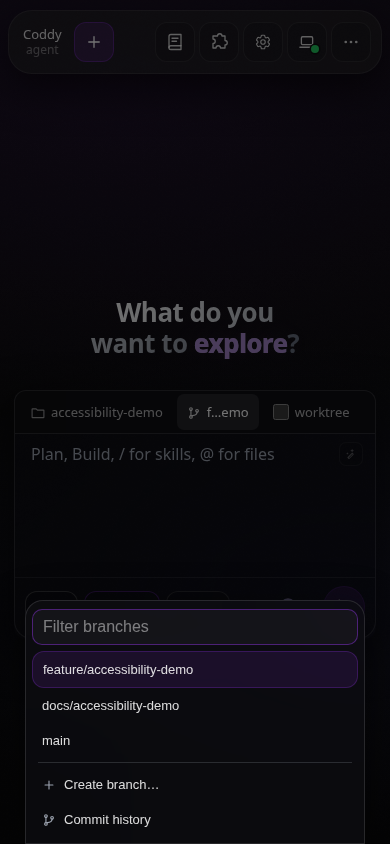 Coddy
agent
What do you
want to explore?
accessibility-demo
f…emo
worktree
Plan, Build, / for skills, @ for files
Filter branches
feature/accessibility-demo
docs/accessibility-demo
main
Create branch…
Commit history